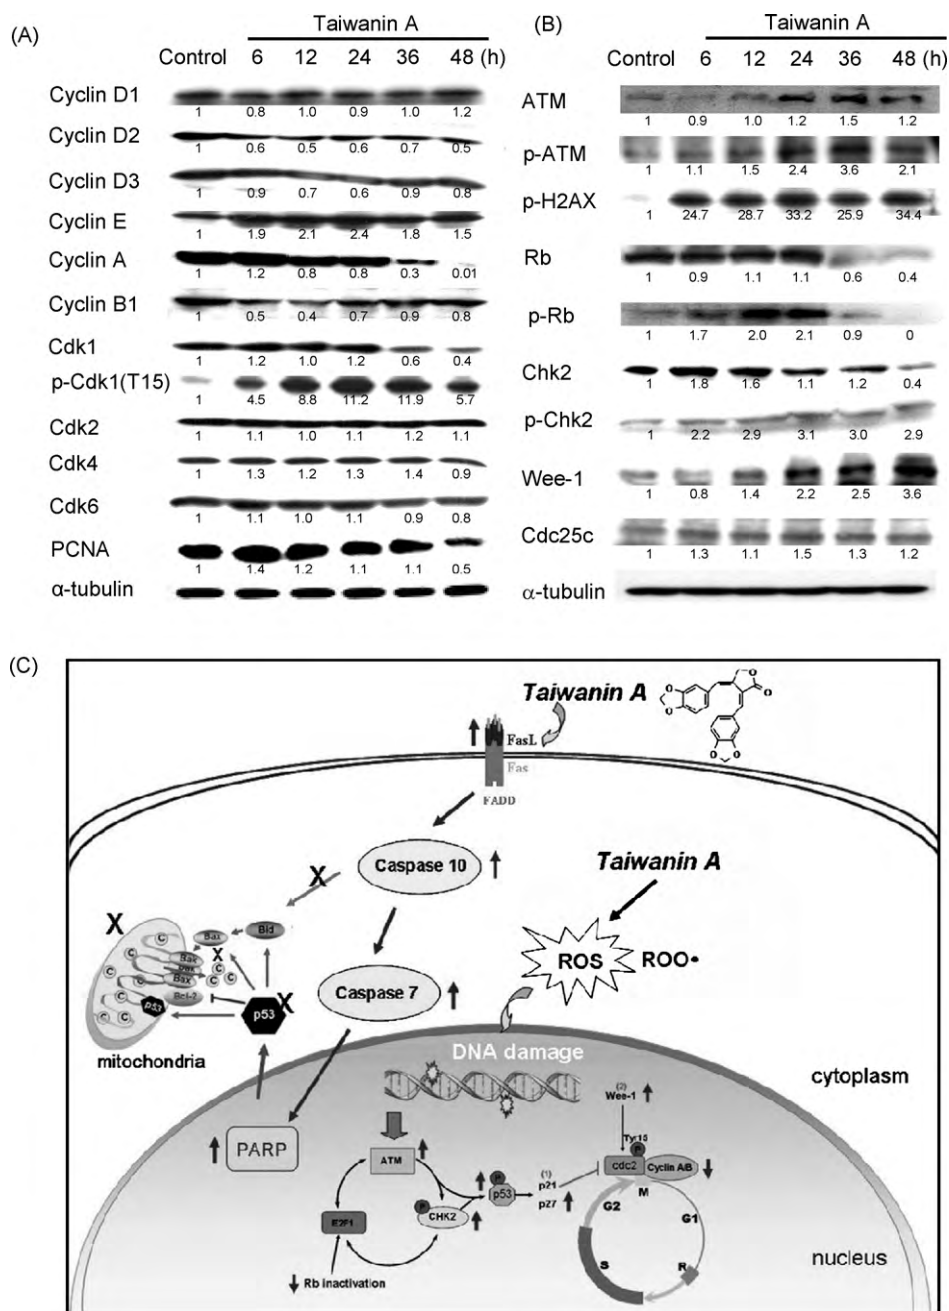 (A)
Taiwanin A
Control 6 12 24 36 48 (h)
Cyclin D1
1 0.8 1.0 0.9 1.0 1.2
Cyclin D2
1 0.6 0.5 0.6 0.7 0.5
Cyclin D3
1 0.9 0.7 0.6 0.9 0.8
Cyclin E
1 1.9 2.1 2.4 1.8 1.5
Cyclin A
1 1.2 0.8 0.8 0.3 0.01
Cyclin B1
1 0.5 0.4 0.7 0.9 0.8
Cdk1
1 1.2 1.0 1.2 0.6 0.4
p-Cdk1(T15)
1 4.5 8.8 11.2 11.9 5.7
Cdk2
1 1.1 1.0 1.1 1.2 1.1
Cdk4
1 1.3 1.2 1.3 1.4 0.9
Cdk6
1 1.1 1.0 1.1 0.9 0.8
PCNA
1 1.4 1.2 1.1 1.1 0.5
α-tubulin
(B)
Taiwanin A
Control 6 12 24 36 48 (h)
ATM
1 0.9 1.0 1.2 1.5 1.2
p-ATM
1 1.1 1.5 2.4 3.6 2.1
p-H2AX
1 24.7 28.7 33.2 25.9 34.4
Rb
1 0.9 1.1 1.1 0.6 0.4
p-Rb
1 1.7 2.0 2.1 0.9 0
Chk2
1 1.8 1.6 1.1 1.2 0.4
p-Chk2
1 2.2 2.9 3.1 3.0 2.9
Wee-1
1 0.8 1.4 2.2 2.5 3.6
Cdc25c
1 1.3 1.1 1.5 1.3 1.2
α-tubulin
(C)
Taiwanin A
O
O
O
O
O
O
FasL
Fas
FADD
Caspase 10
X
Taiwanin A
X
Bax
Bid
C
C
C
C
C
C
C
C
C
Bak
Bak
Bax
X
Bcl-2
p53
p53
X
mitochondria
Caspase 7
ROS
ROO•
DNA damage
cytoplasm
PARP
(2)
Wee-1
ATM
Tyr15
P
cdc2
Cyclin A/B
(1)
p21
p27
P
p53
P
CHK2
E2F1
M
G2
G1
S
R
Rb inactivation
nucleus